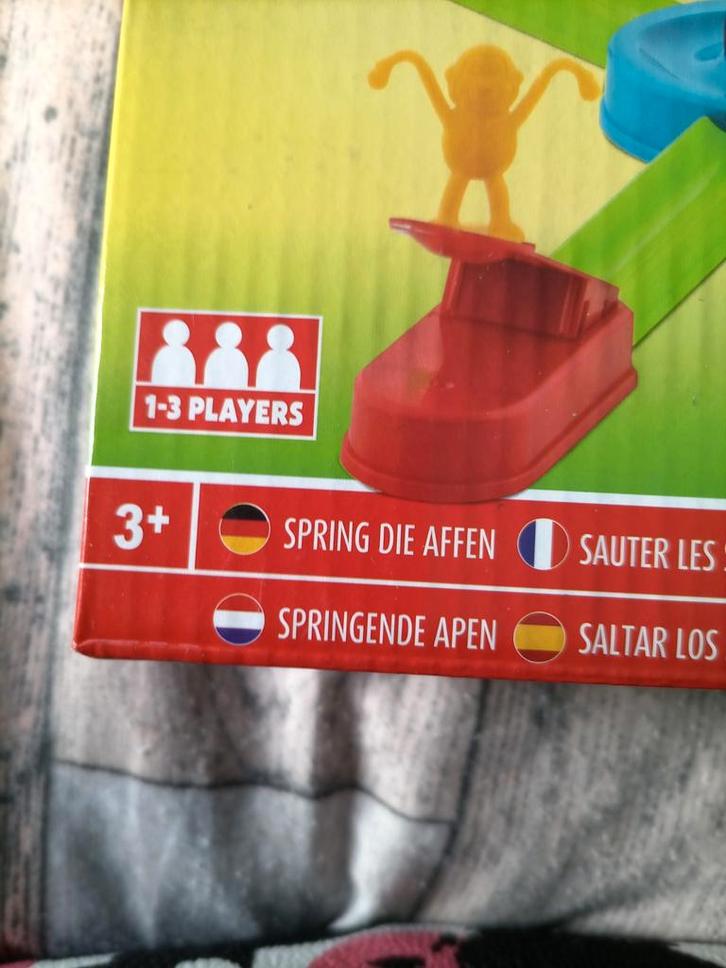 1-3 PLAYERS
3+
SPRING DIE AFFEN
SAUTER LES
SPRINGENDE APEN
SALTAR LOS